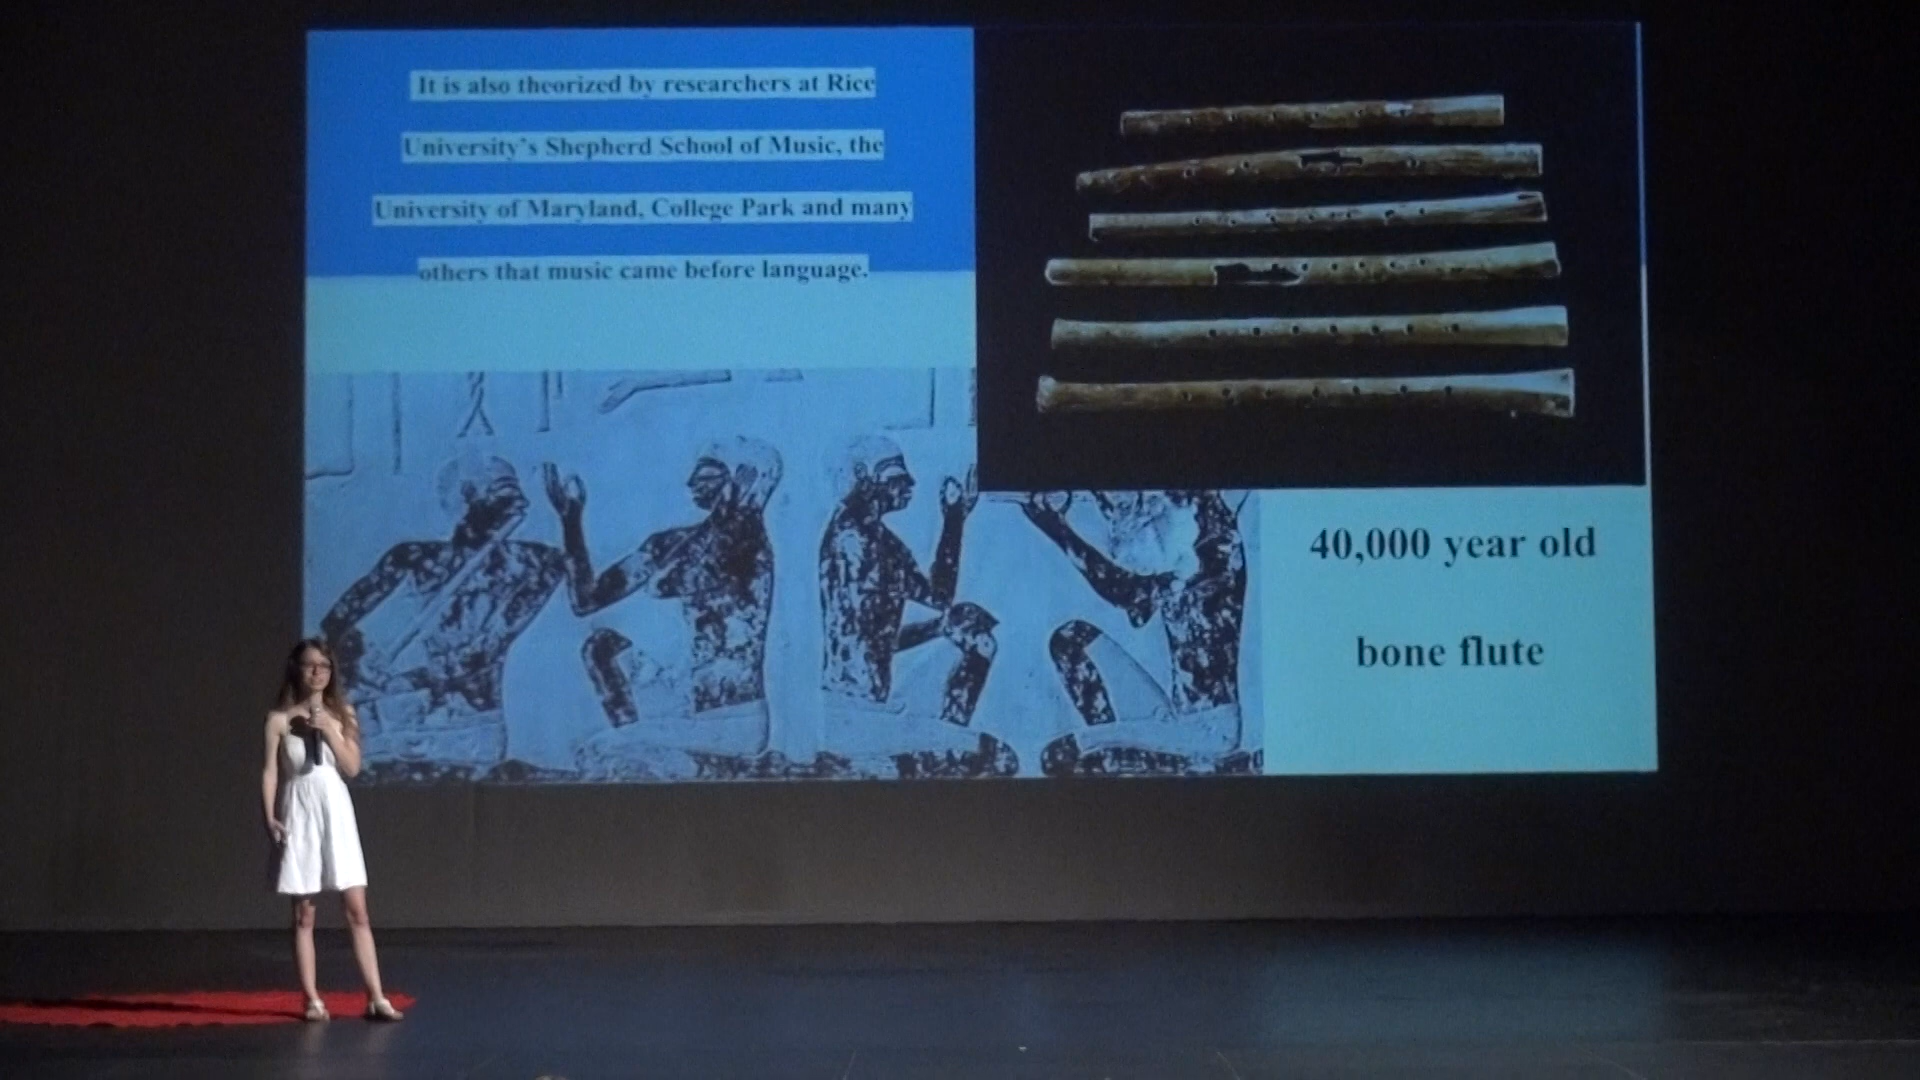 It is also theorized by researchers at Rice
University's Shepherd School of Music, the
University of Maryland, College Park and many
others that music came before language.
40,000 year old
bone flute